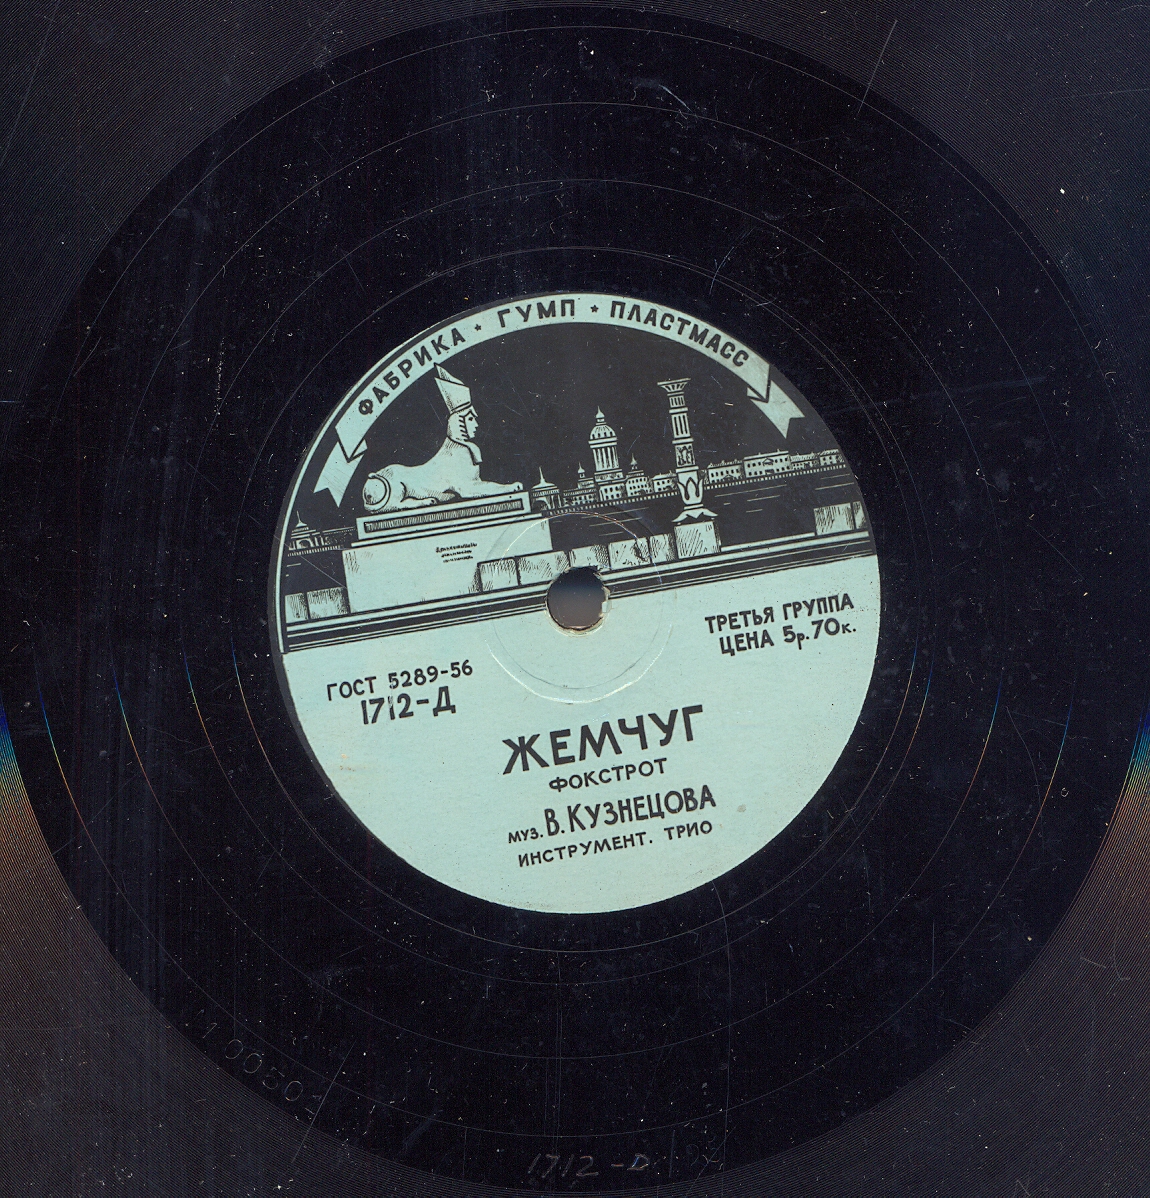 ФАБРИКА ★ ГУМП ★ ПЛАСТМАСС
ТРЕТЬЯ ГРУППА
ЦЕНА 5р.70к.
ГОСТ 5289-56
1712-Д
ЖЕМЧУГ
ФОКСТРОТ
муз. В. КУЗНЕЦОВА
ИНСТРУМЕНТ. ТРИО
1712-D